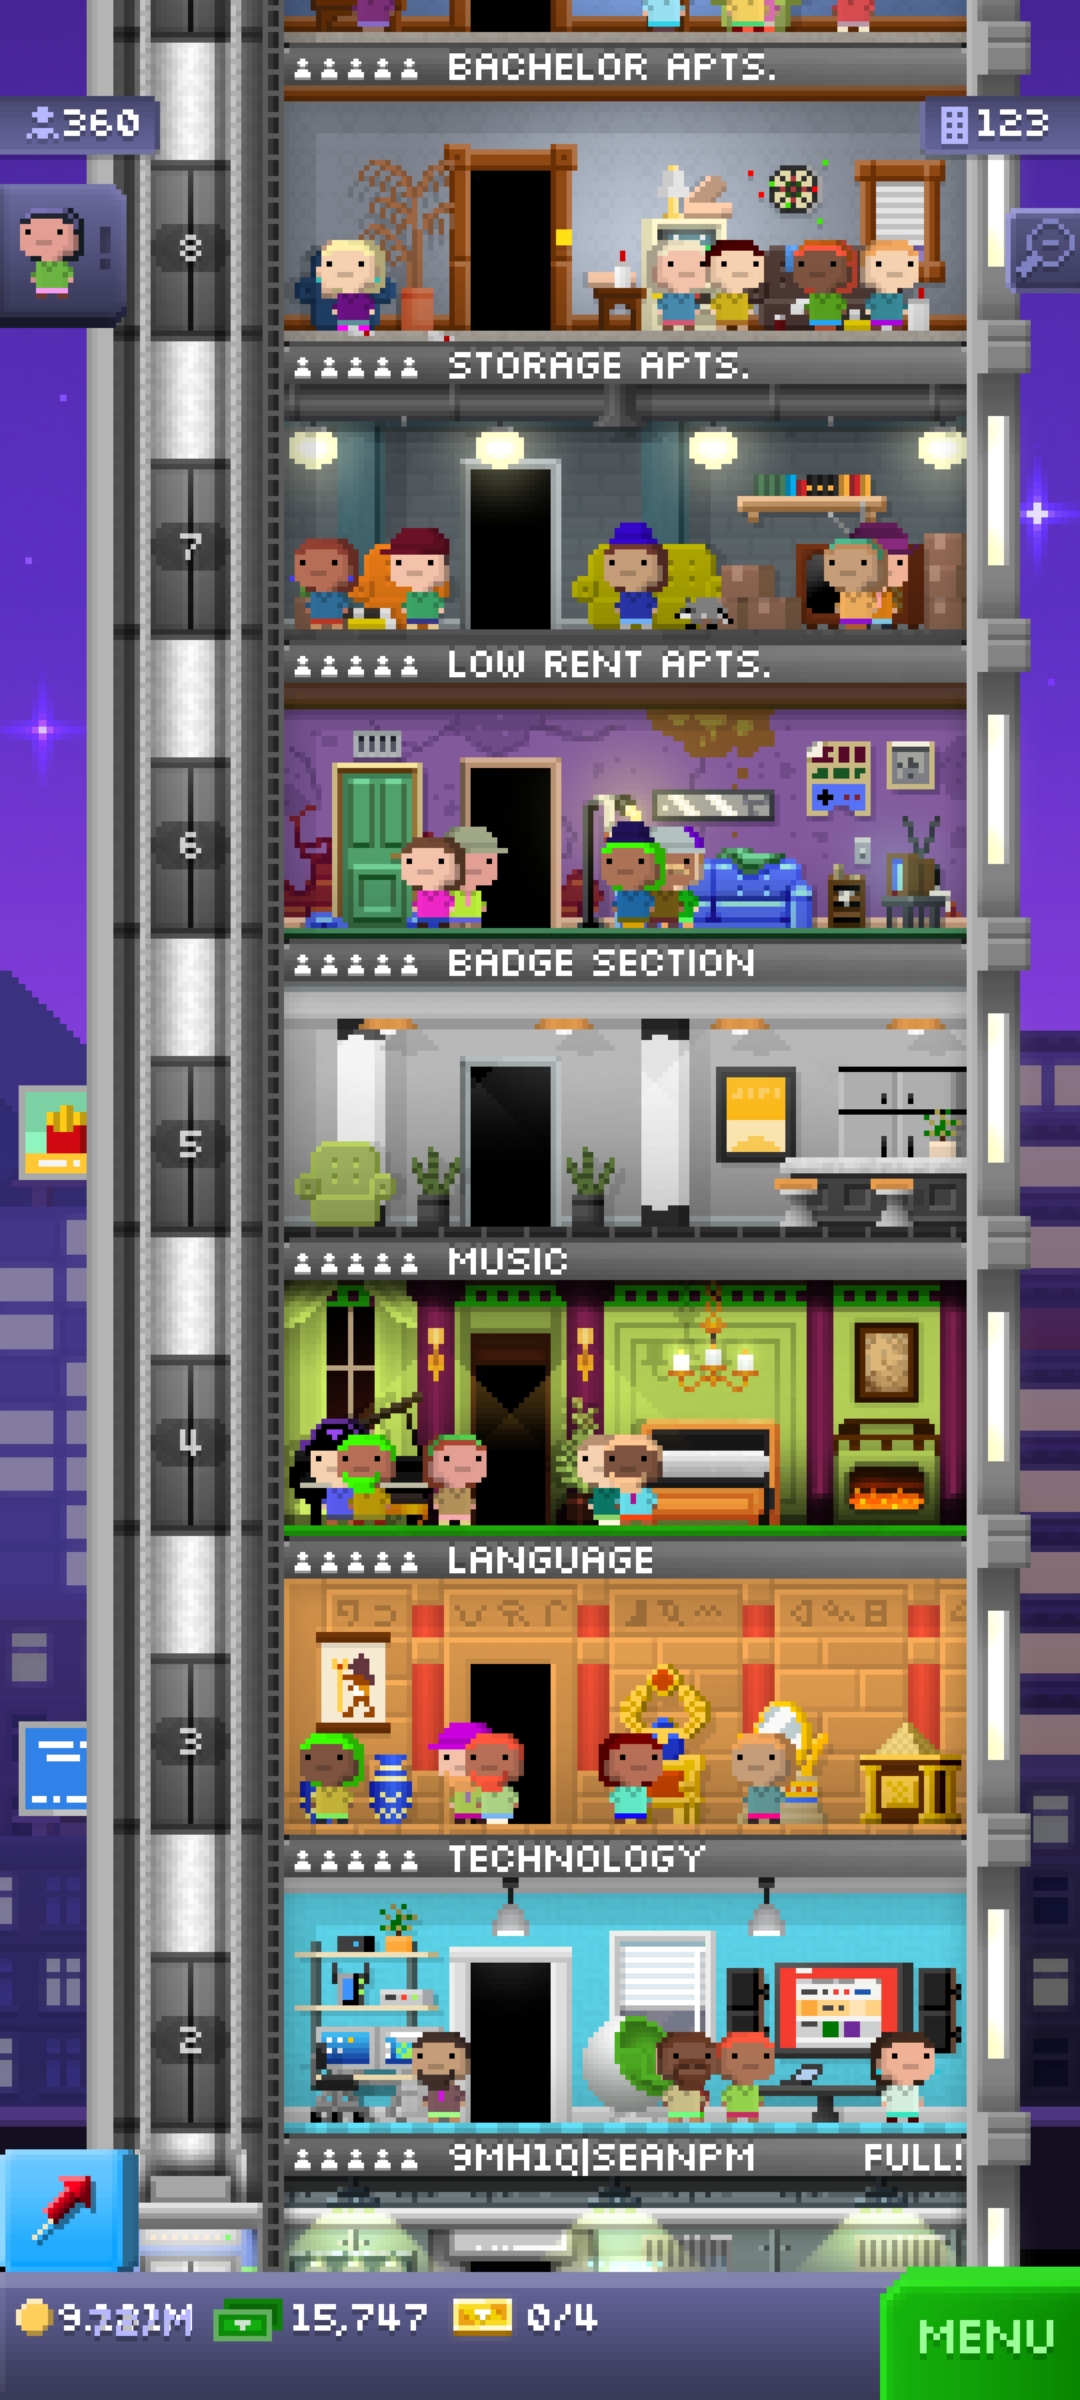 BACHELOR APTS.
360
123
8
STORAGE APTS.
7
LOW RENT APTS.
6
BADGE SECTION
5
MUSIC
4
LANGUAGE
3
TECHNOLOGY
2
9MH1Q|SEANPM FULL!
15,747 0/4
MENU